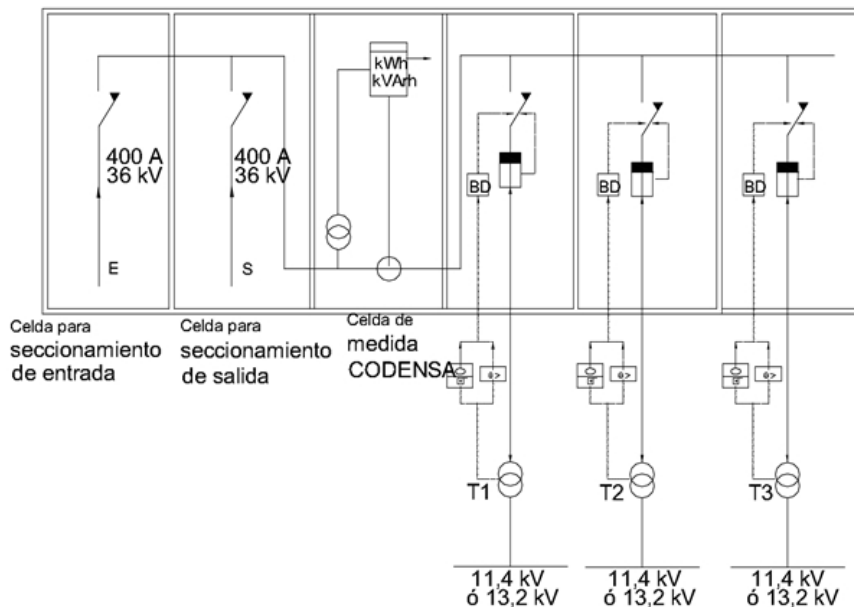 kWh
kVArh
400 A
36 kV
400 A
36 kV
BD
BD
BD
E
S
Celda para
seccionamiento
de entrada
Celda para
seccionamiento
de salida
Celda de
medida
CODENSA
T1
T2
T3
11,4 kV
ó 13,2 kV
11,4 kV
ó 13,2 kV
11,4 kV
ó 13,2 kV